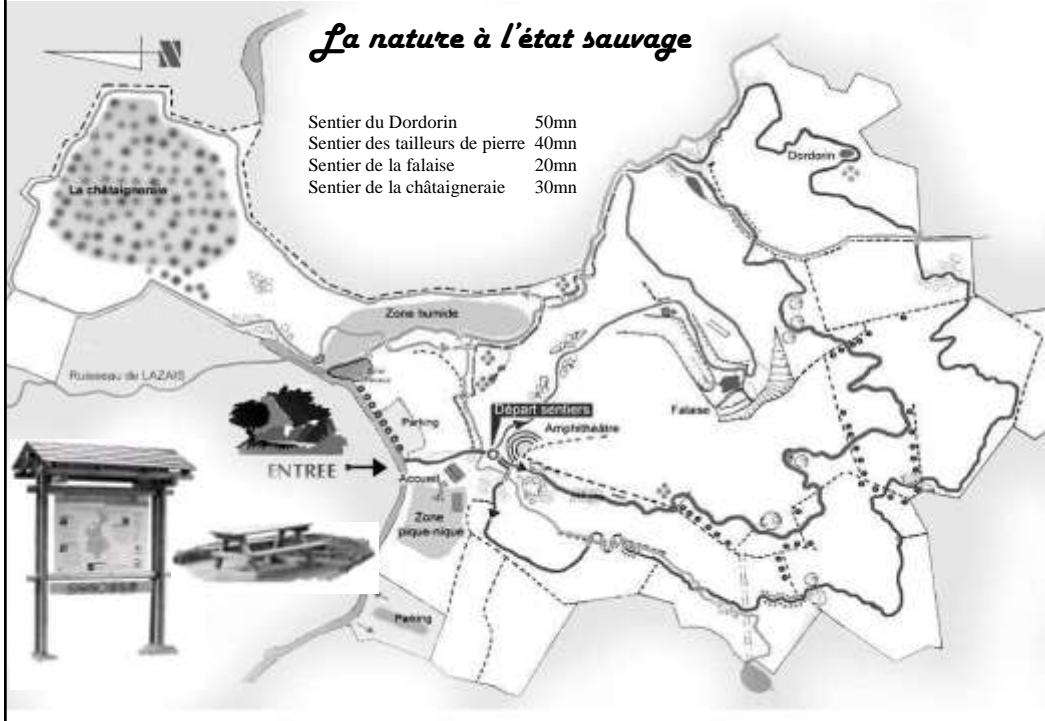 La nature à l'état sauvage
N
Sentier du Dordorin 50mn
Sentier des tailleurs de pierre 40mn
Sentier de la falaise 20mn
Sentier de la châtaigneraie 30mn
Dordorin
La châtaigneraie
Zone humide
Ruisseau de LAZAIS
Départ sentiers
Falaise
Parking
Amphithéâtre
ENTREE
Accueil
Zone
pique-nique
Parking